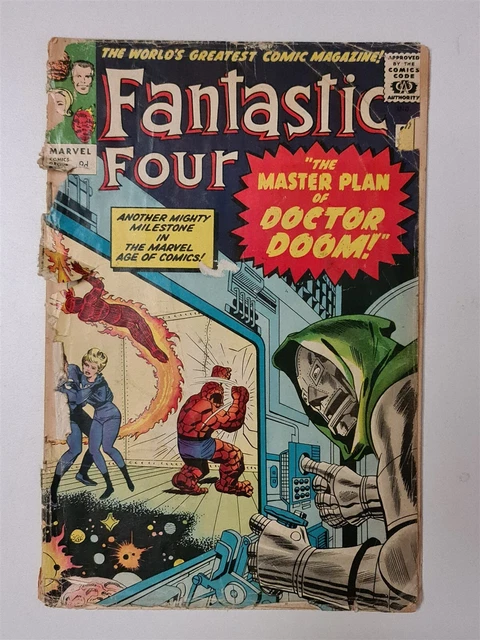 THE WORLD'S GREATEST COMIC MAGAZINE!
APPROVED
BY THE
COMICS
CODE
CA
AUTHORITY
FANTASTIC
FOUR
MARVEL
COMICS
9d
"THE
MASTER PLAN
OF
DOCTOR
DOOM!"
ANOTHER MIGHTY
MILESTONE
IN
THE MARVEL
AGE OF COMICS!